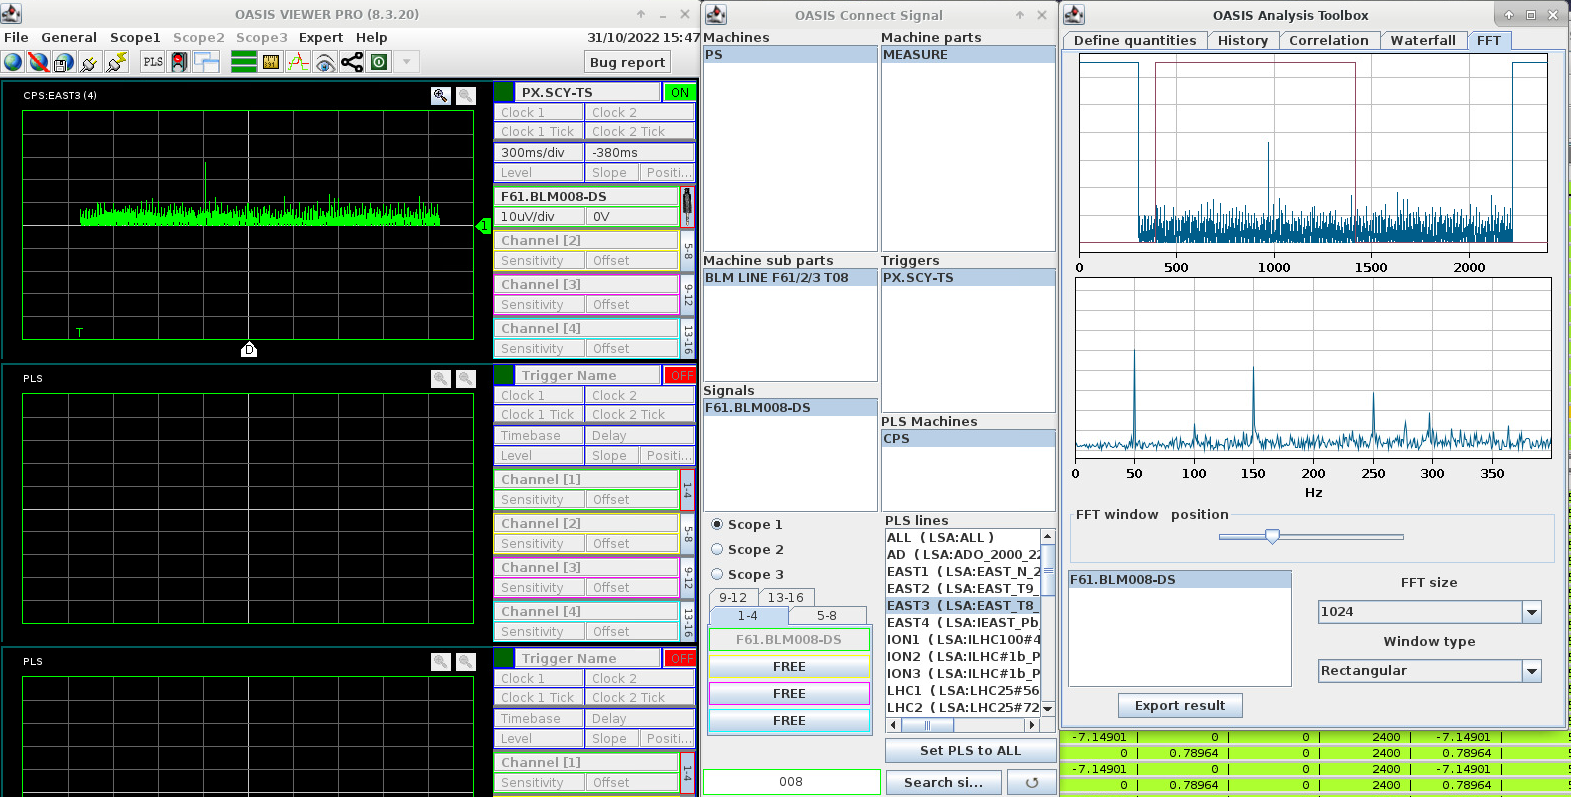 OASIS VIEWER PRO (8.3.20)
File General Scope1 Scope2 Scope3 Expert Help
31/10/2022 15:47
PLS
Bug report
CPS:EAST3 (4)
T
D
1
PX.SCY-TS
ON
Clock 1 Clock 2
Clock 1 Tick Clock 2 Tick
300ms/div -380ms
Level Slope Positi...
F61.BLM008-DS
10uV/div 0V
Channel [2]
Sensitivity Offset
Channel [3]
Sensitivity Offset
Channel [4]
Sensitivity Offset
5-8
9-12
13-16
PLS
Trigger Name
OFF
Clock 1 Clock 2
Clock 1 Tick Clock 2 Tick
Timebase Delay
Level Slope Positi...
Channel [1]
Sensitivity Offset
Channel [2]
Sensitivity Offset
Channel [3]
Sensitivity Offset
Channel [4]
Sensitivity Offset
1-4
5-8
9-12
13-16
PLS
Trigger Name
OFF
Clock 1 Clock 2
Clock 1 Tick Clock 2 Tick
Timebase Delay
Level Slope Positi...
Channel [1]
Sensitivity Offset
1-4
OASIS Connect Signal
Machines
PS
Machine parts
MEASURE
Machine sub parts
BLM LINE F61/2/3 T08
Triggers
PX.SCY-TS
Signals
F61.BLM008-DS
PLS Machines
CPS
Scope 1
Scope 2
Scope 3
9-12 13-16
1-4 5-8
F61.BLM008-DS
FREE
FREE
FREE
008
PLS lines
ALL ( LSA:ALL )
AD ( LSA:ADO_2000_22
EAST1 ( LSA:EAST_N_2
EAST2 ( LSA:EAST_T9_
EAST3 ( LSA:EAST_T8_
EAST4 ( LSA:IEAST_Pb_
ION1 ( LSA:ILHC100#4
ION2 ( LSA:ILHC#1b_P
ION3 ( LSA:ILHC#1b_P
LHC1 ( LSA:LHC25#56
LHC2 ( LSA:LHC25#72
Set PLS to ALL
Search si...
OASIS Analysis Toolbox
Define quantities History Correlation Waterfall FFT
0 500 1000 1500 2000
0 50 100 150 200 250 300 350
Hz
FFT window position
F61.BLM008-DS
FFT size
1024
Window type
Rectangular
Export result
-7.14901 0 0 2400 -7.14901
0 0.78964 0 2400 0.78964
-7.14901 0 0 2400 -7.14901
0 0.78964 0 2400 0.78964